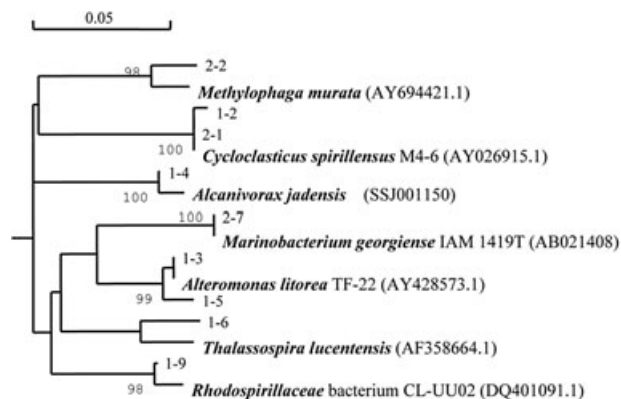 0.05
2-2
98
Methylophaga murata (AY694421.1)
1-2
2-1
100
Cycloclasticus spirillensus M4-6 (AY026915.1)
1-4
100
Alcanivorax jadensis (SSJ001150)
100
2-7
Marinobacterium georgiense IAM 1419T (AB021408)
1-3
Alteromonas litorea TF-22 (AY428573.1)
99
1-5
1-6
Thalassospira lucentensis (AF358664.1)
1-9
98
Rhodospirillaceae bacterium CL-UU02 (DQ401091.1)